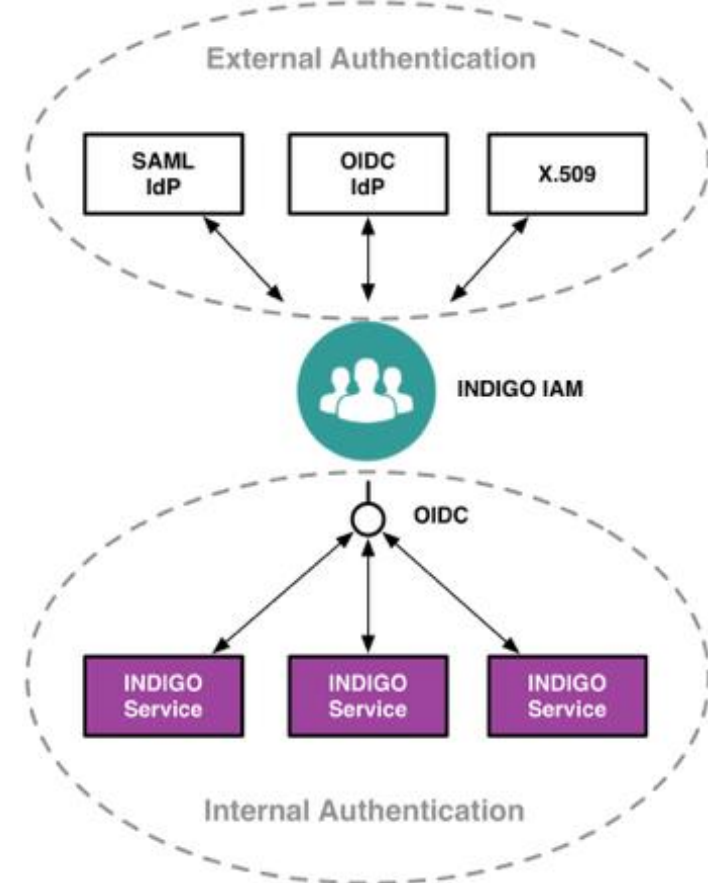 External Authentication
SAML
IdP
OIDC
IdP
X.509
INDIGO IAM
OIDC
INDIGO
Service
INDIGO
Service
INDIGO
Service
Internal Authentication